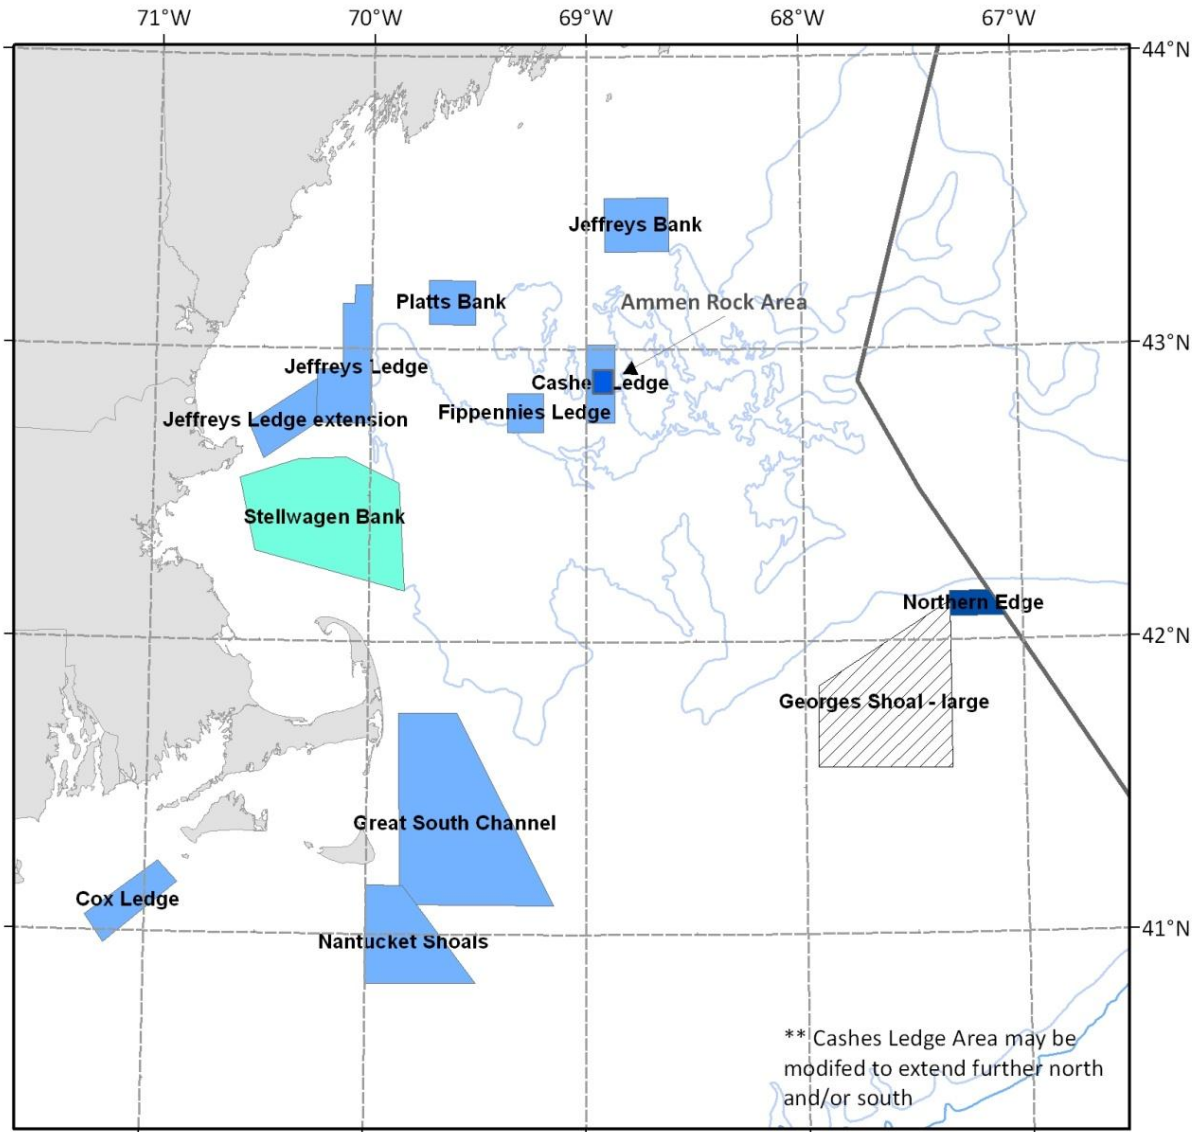 71°W 70°W 69°W 68°W 67°W
44°N
Jeffreys Bank
Platts Bank
Ammen Rock Area
43°N
Jeffreys Ledge
Cashes Ledge
Fippennies Ledge
Jeffreys Ledge extension
Stellwagen Bank
Northern Edge
42°N
Georges Shoal - large
Great South Channel
Cox Ledge
41°N
Nantucket Shoals
** Cashes Ledge Area may be
modifed to extend further north
and/or south